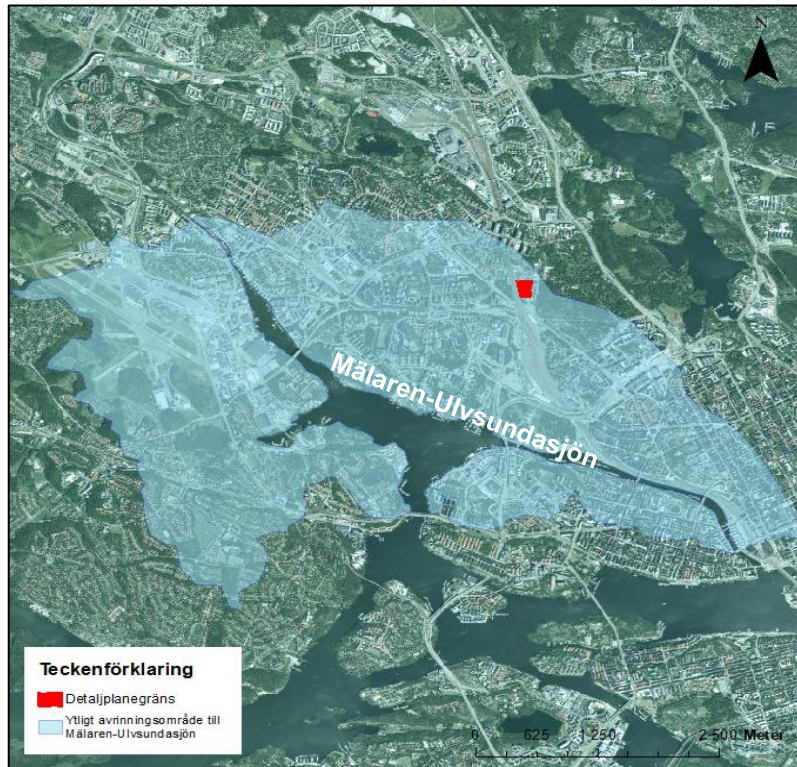 N
Mälaren-Ulvsundasjön
Teckenförklaring
Detaljplanegräns
Ytligt avrinningsområde till
Mälaren-Ulvsundasjön
0 625 1 250 2 500 Meter